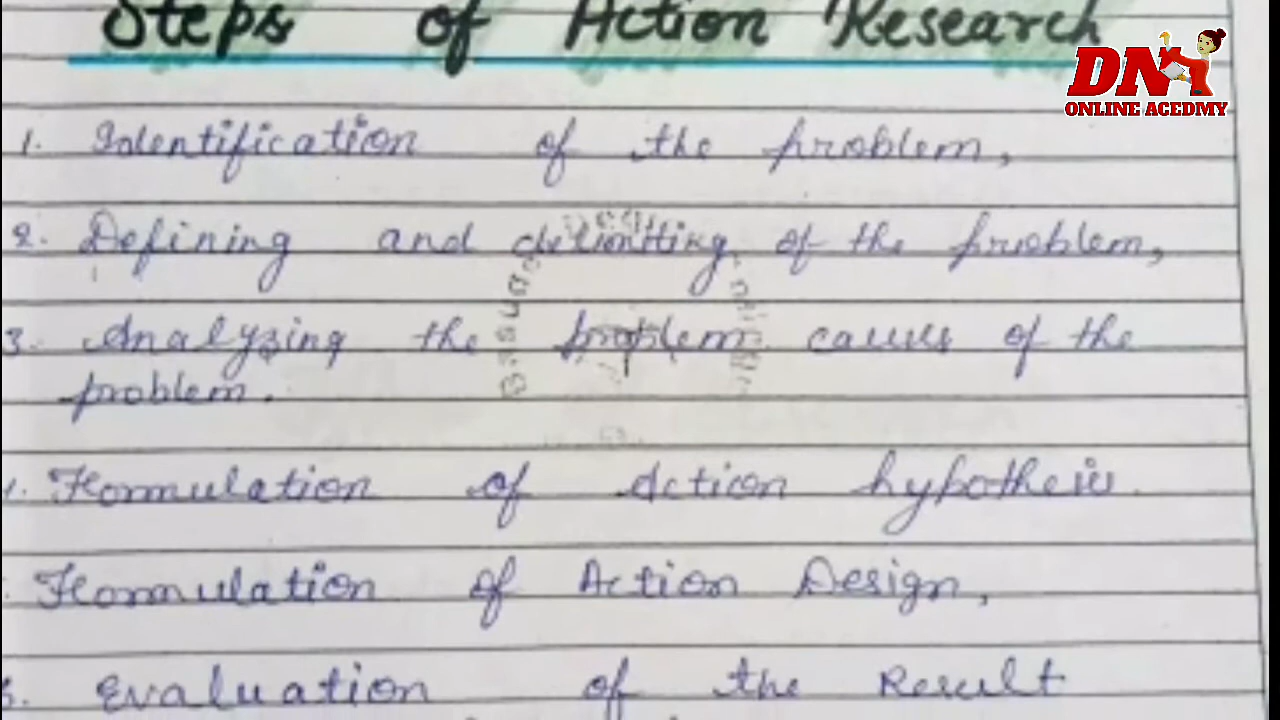 Steps of Action Research
DN
ONLINE ACEDMY
1. Identification of the problem,
2. Defining and delimitting of the problem,
3. Analyzing the problem causes of the
problem.
Formulation of Action hypothesis.
Formulation of Action Design,
Evaluation of the Result